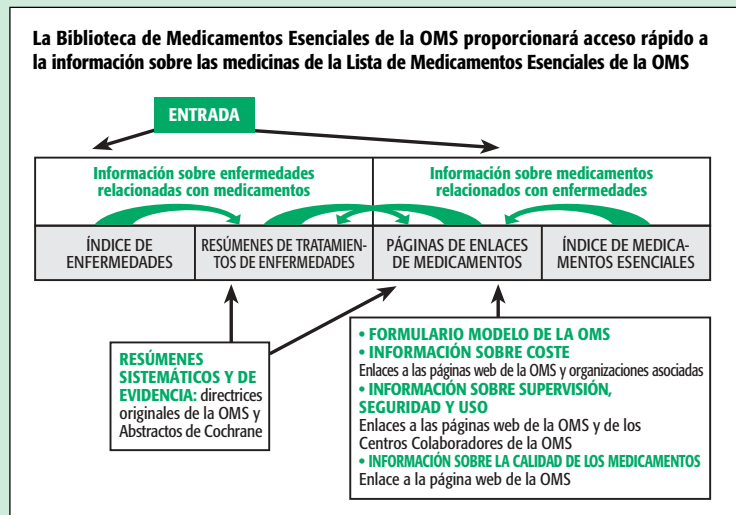 La Biblioteca de Medicamentos Esenciales de la OMS proporcionará acceso rápido a
la información sobre las medicinas de la Lista de Medicamentos Esenciales de la OMS
ENTRADA
Información sobre enfermedades
relacionadas con medicamentos
Información sobre medicamentos
relacionados con enfermedades
ÍNDICE DE
ENFERMEDADES
RESÚMENES DE TRATAMIEN-
TOS DE ENFERMEDADES
PÁGINAS DE ENLACES
DE MEDICAMENTOS
ÍNDICE DE MEDICA-
MENTOS ESENCIALES
RESÚMENES
SISTEMÁTICOS Y DE
EVIDENCIA: directrices
originales de la OMS y
Abstractos de Cochrane
• FORMULARIO MODELO DE LA OMS
• INFORMACIÓN SOBRE COSTE
Enlaces a las páginas web de la OMS y organizaciones asociadas
• INFORMACIÓN SOBRE SUPERVISIÓN,
SEGURIDAD Y USO
Enlaces a las páginas web de la OMS y de los
Centros Colaboradores de la OMS
• INFORMACIÓN SOBRE LA CALIDAD DE LOS MEDICAMENTOS
Enlace a la página web de la OMS